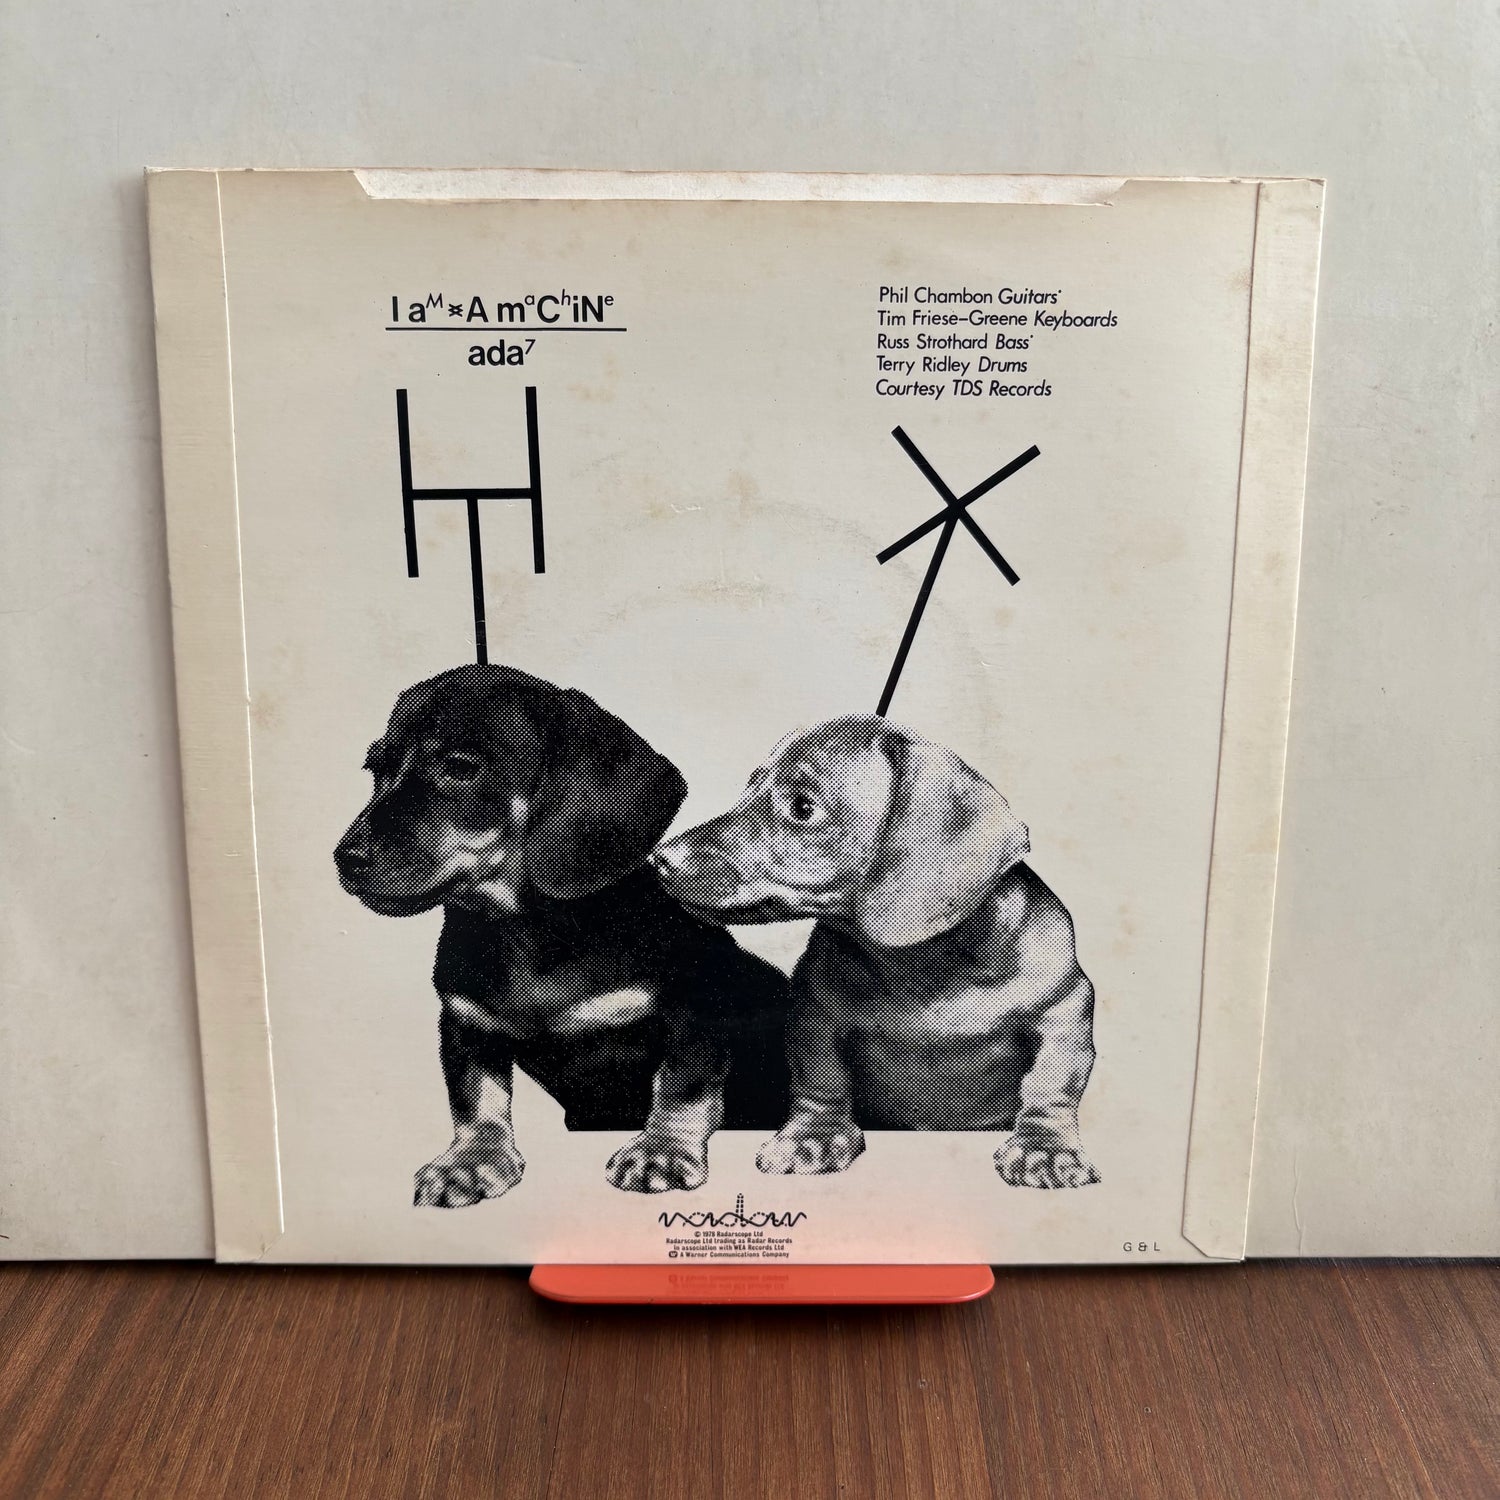 I aM*A maChiNe
ada7
Phil Chambon Guitars*
Tim Friese-Greene Keyboards
Russ Strothard Bass*
Terry Ridley Drums
Courtesy TDS Records
radar
© 1978 Radarscope Ltd
Radarscope Ltd trading as Radar Records
in association with WEA Records Ltd
A Warner Communications Company
G & L